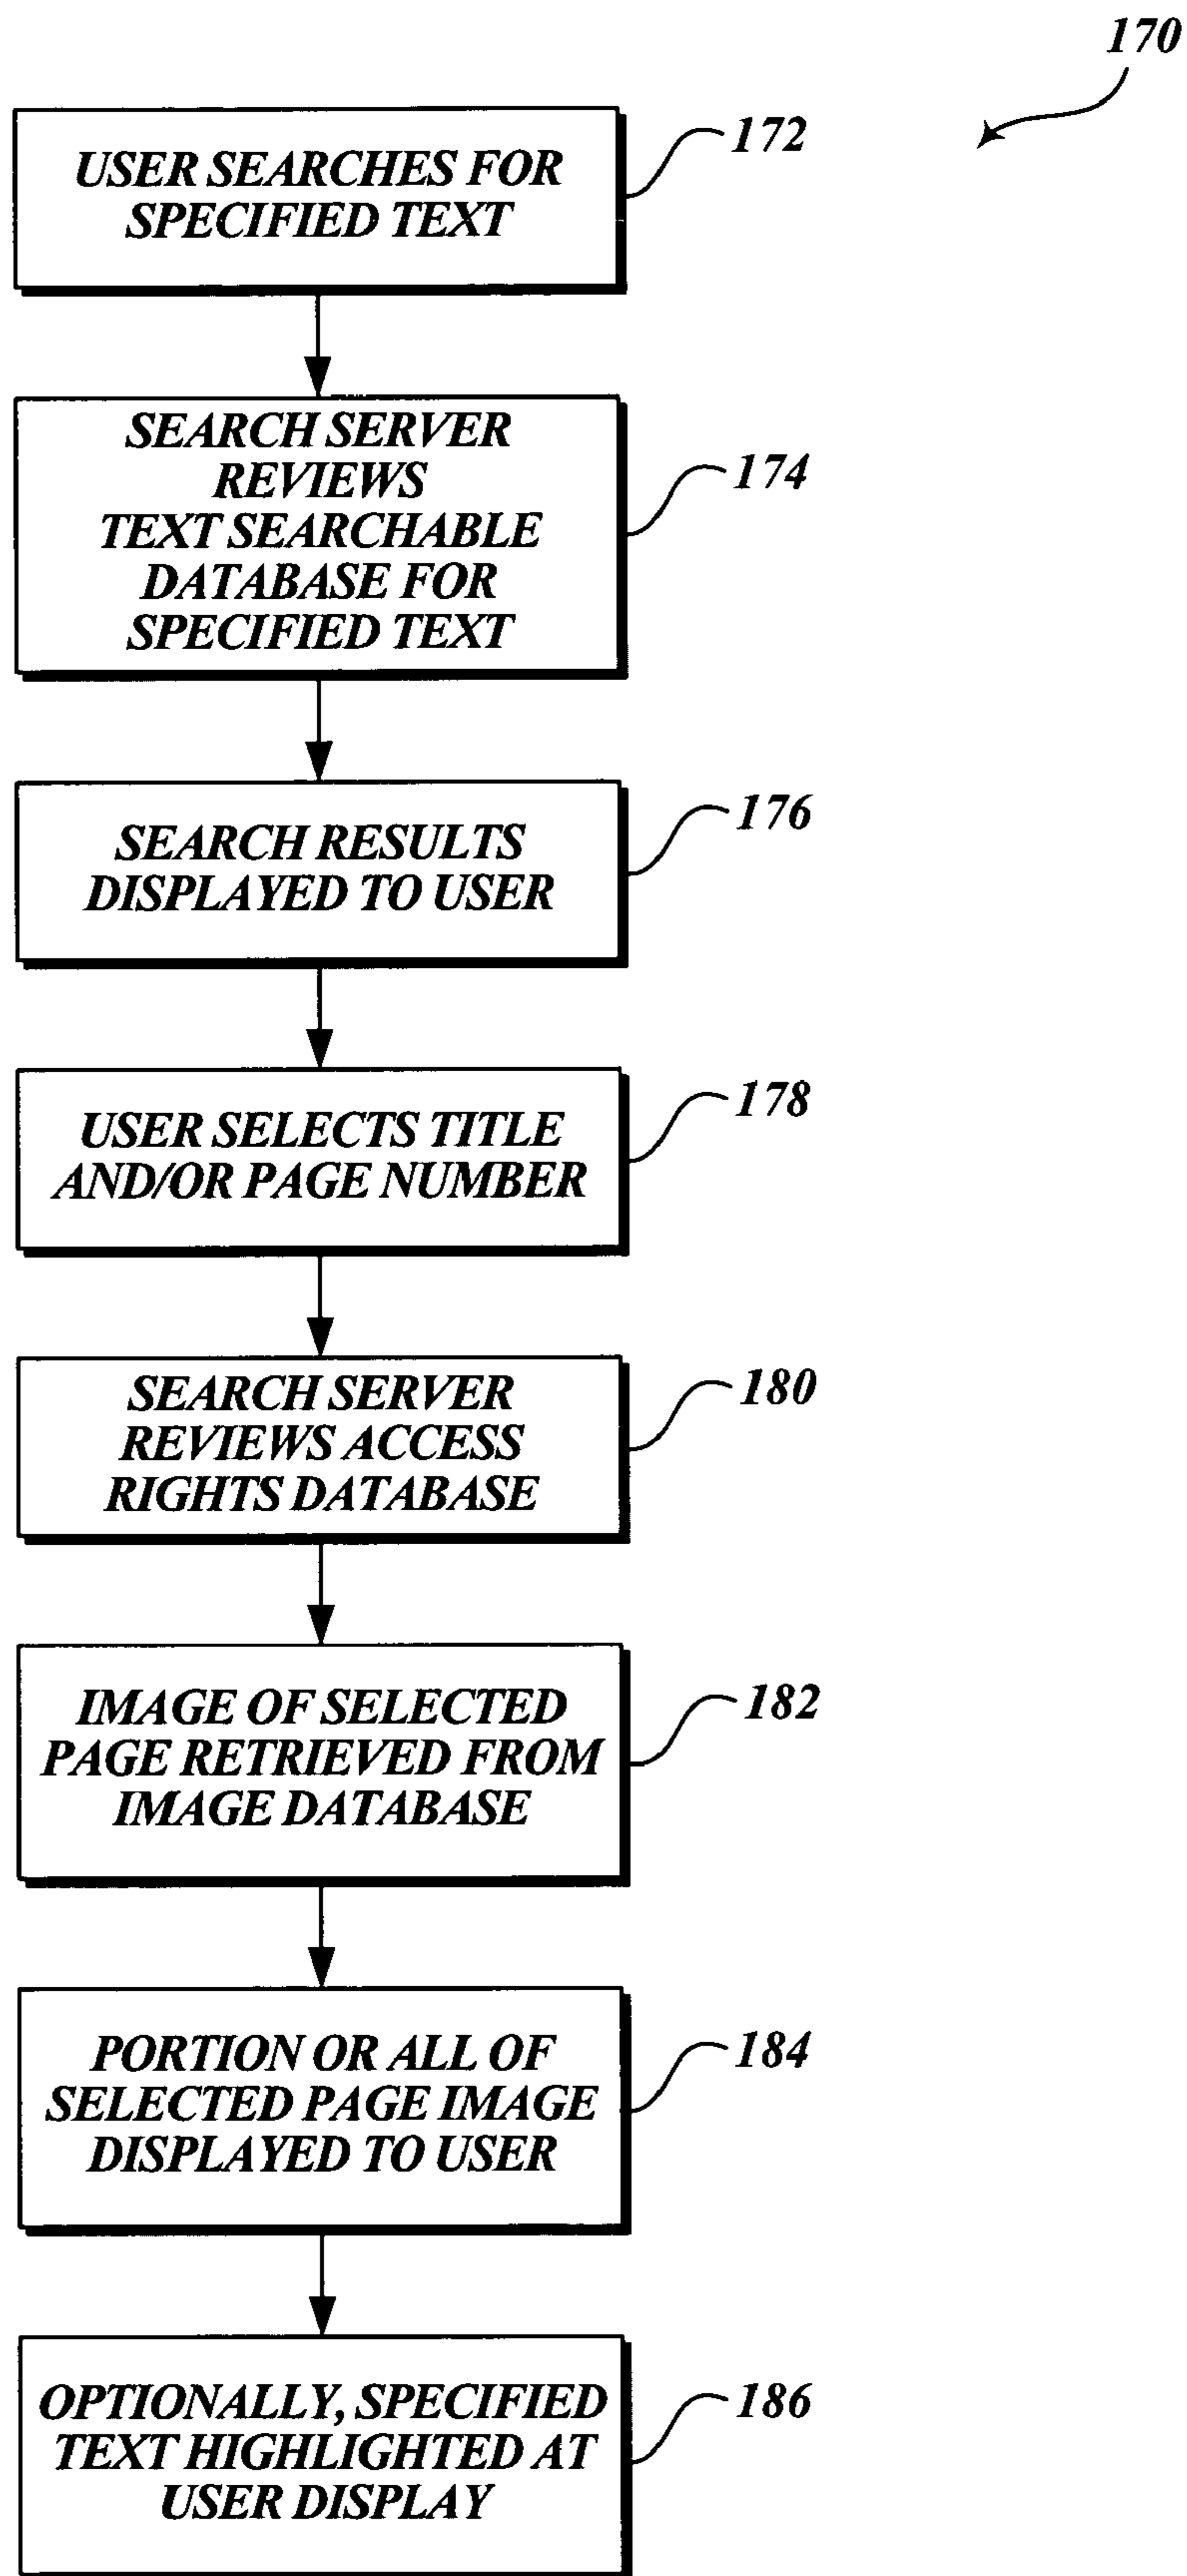 170
USER SEARCHES FOR
SPECIFIED TEXT
172
SEARCH SERVER
REVIEWS
TEXT SEARCHABLE
DATABASE FOR
SPECIFIED TEXT
174
SEARCH RESULTS
DISPLAYED TO USER
176
USER SELECTS TITLE
AND/OR PAGE NUMBER
178
SEARCH SERVER
REVIEWS ACCESS
RIGHTS DATABASE
180
IMAGE OF SELECTED
PAGE RETRIEVED FROM
IMAGE DATABASE
182
PORTION OR ALL OF
SELECTED PAGE IMAGE
DISPLAYED TO USER
184
OPTIONALLY, SPECIFIED
TEXT HIGHLIGHTED AT
USER DISPLAY
186